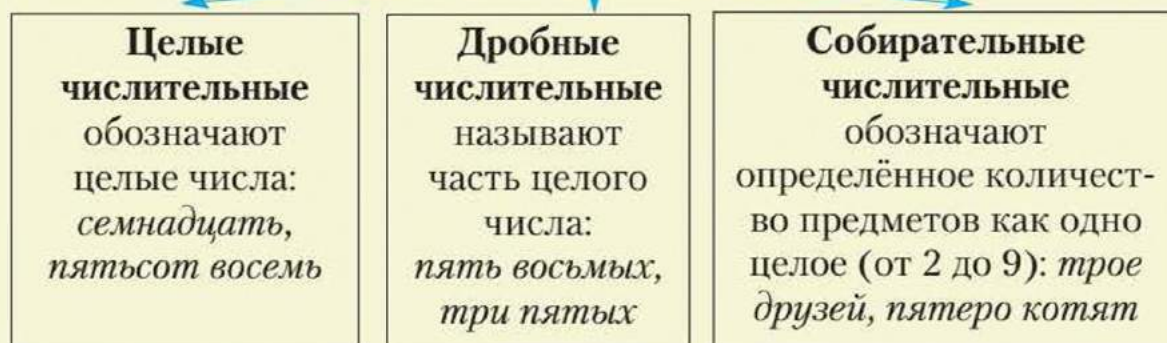 Целые
числительные
обозначают
целые числа:
семнадцать,
пятьсот восемь
Дробные
числительные
называют
часть целого
числа:
пять восьмых,
три пятых
Собирательные
числительные
обозначают
определённое количест-
во предметов как одно
целое (от 2 до 9): трое
друзей, пятеро котят